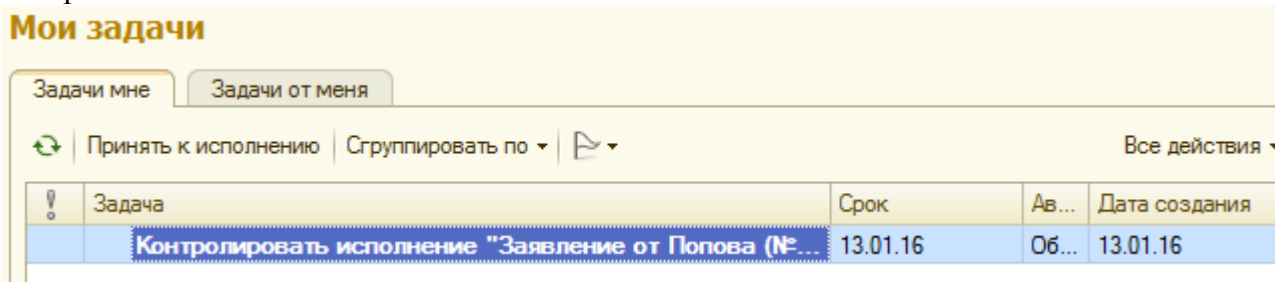 Мои задачи
Задачи мне Задачи от меня
Принять к исполнению Сгруппировать по Все действия
Задача Срок Ав... Дата создания
Контролировать исполнение "Заявление от Попова (№... 13.01.16 Об... 13.01.16